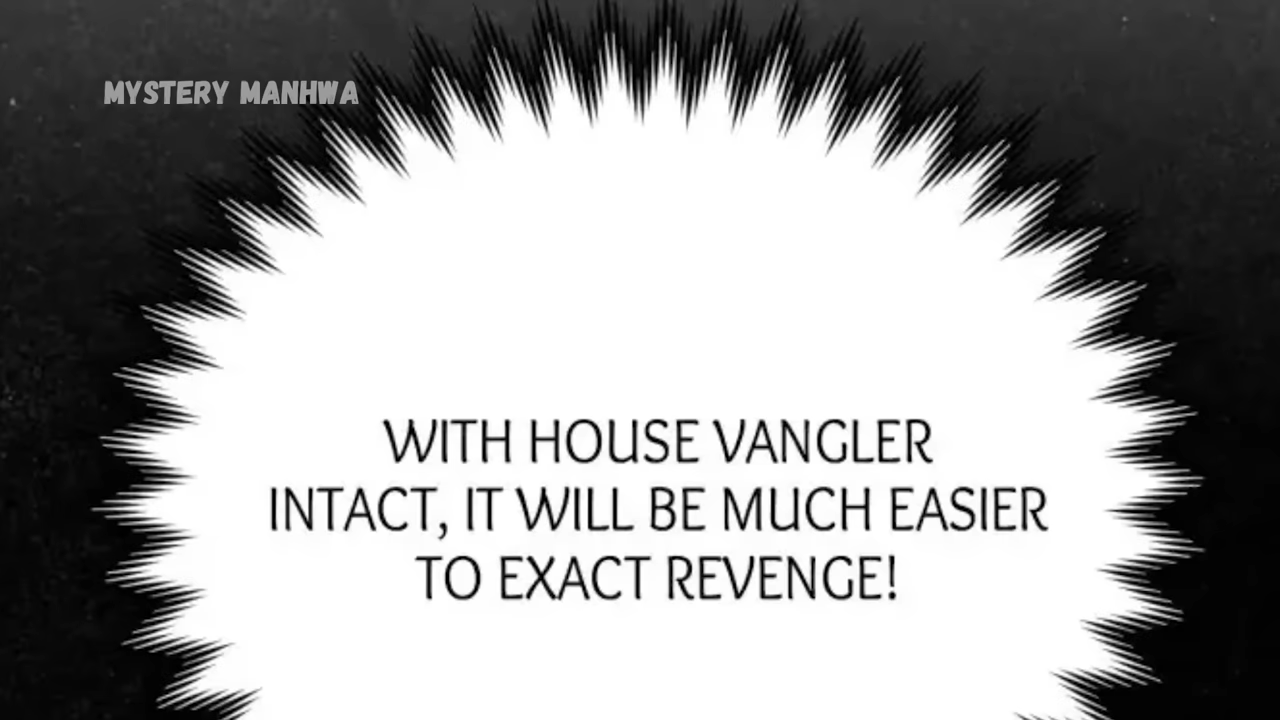 MYSTERY MANHWA
WITH HOUSE VANGLER
INTACT, IT WILL BE MUCH EASIER
TO EXACT REVENGE!